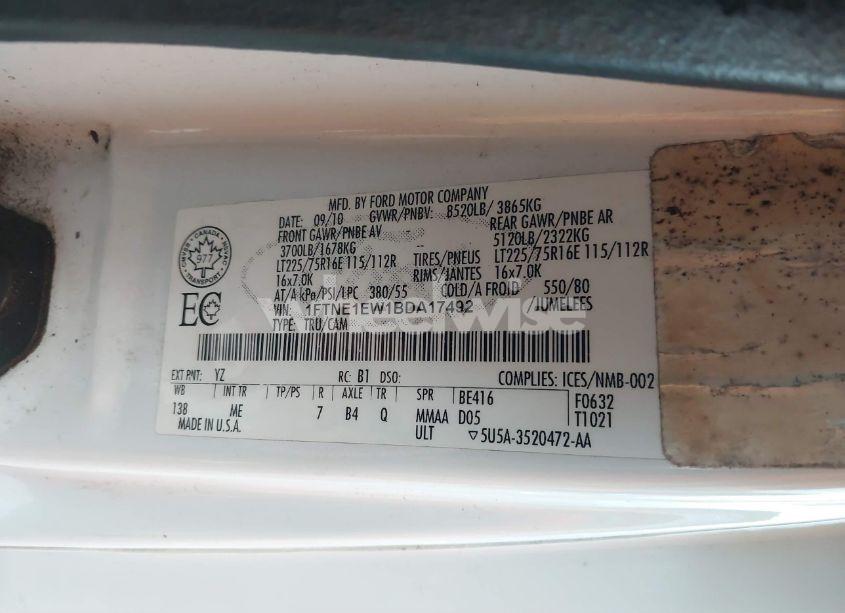 MFD. BY FORD MOTOR COMPANY
DATE: 09/10 GVWR/PNBV: 8520LB/ 3865KG
FRONT GAWR/PNBE AV REAR GAWR/PNBE AR
3700LB/1678KG -- 5120LB/2322KG
LT225/75R16E 115/112R TIRES/PNEUS LT225/75R16E 115/112R
16x7.0K RIMS/JANTES 16x7.0K
AT/A kPa/PSI/LPC 380/55 COLD/A FROID 550/80
VIN: 1FTNE1EW1BDA17492 /JUMELEES
TYPE: TRU/CAM
CANADA
977
TRANSPORT
EC
wheelwise
EXT PNT: YZ RC: B1 DSO: COMPLIES: ICES/NMB-002
WB INT TR TP/PS R AXLE TR SPR BE416 F0632
138 ME 7 B4 Q MMAA D05 T1021
MADE IN U.S.A. ULT ▽5U5A-3520472-AA